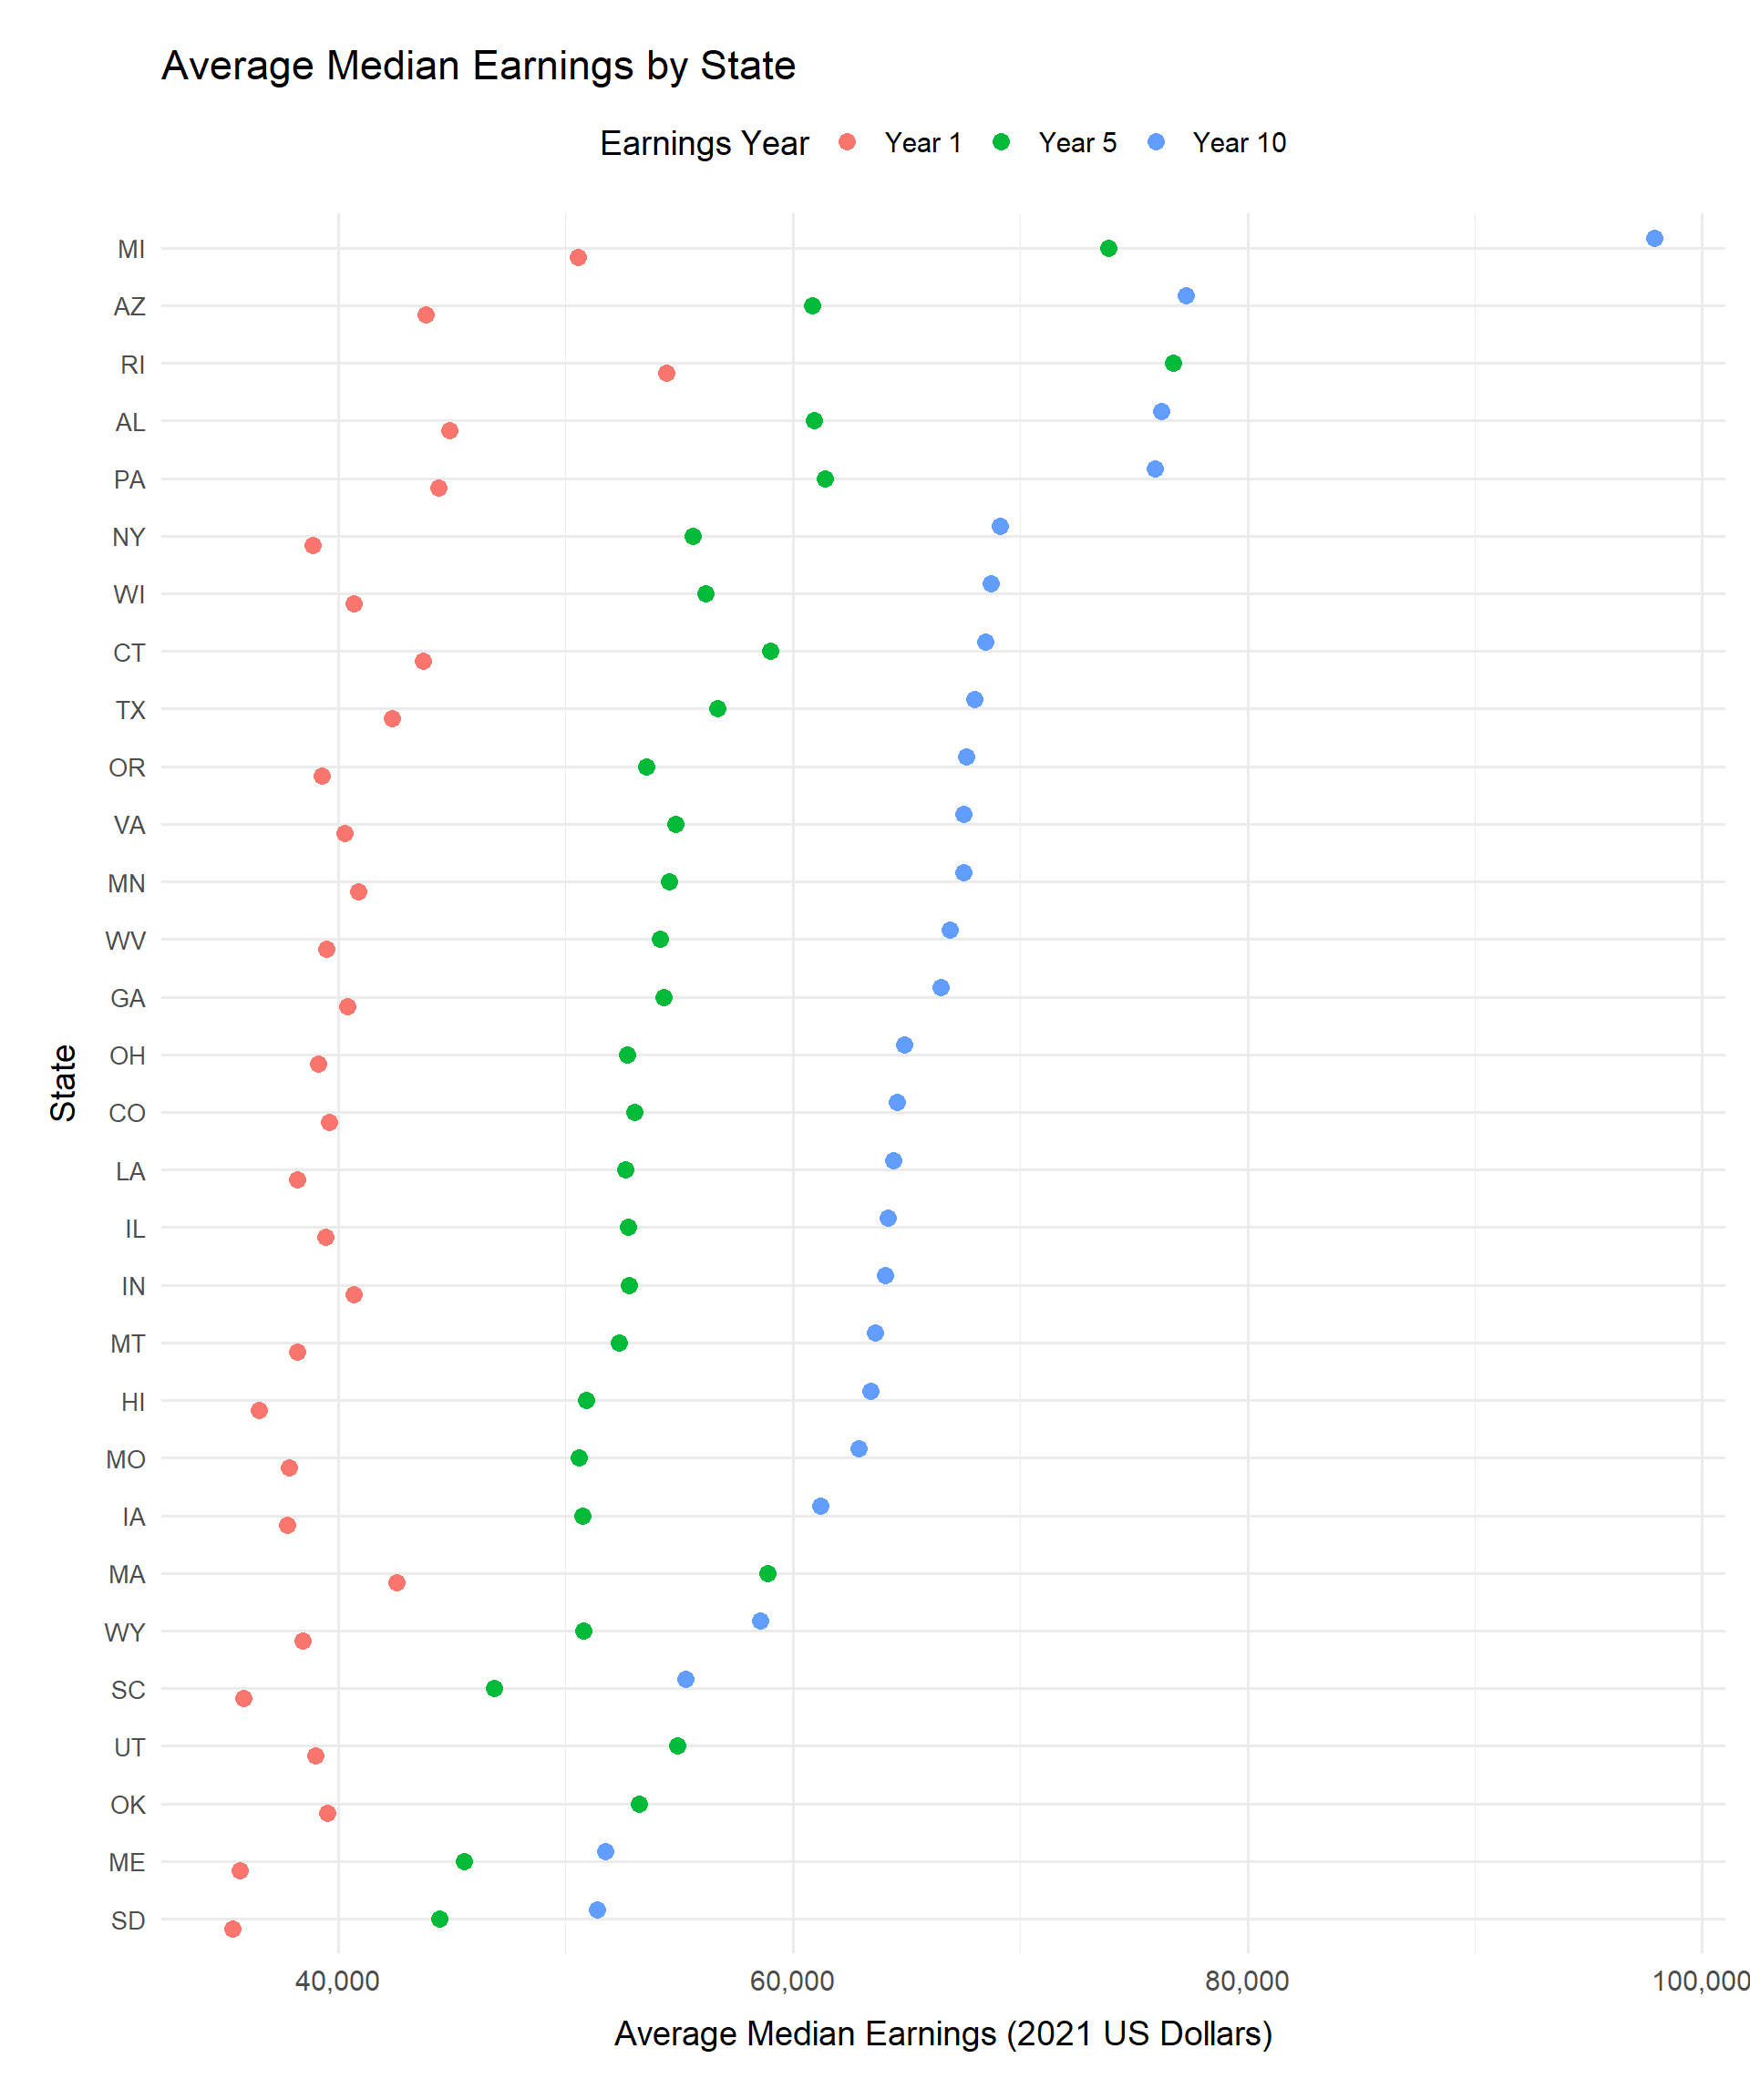 Average Median Earnings by State
Earnings Year Year 1 Year 5 Year 10
MI
AZ
RI
AL
PA
NY
WI
CT
TX
OR
VA
MN
WV
GA
OH
CO
LA
IL
IN
MT
HI
MO
IA
MA
WY
SC
UT
OK
ME
SD
State
40,000 60,000 80,000 100,000
Average Median Earnings (2021 US Dollars)